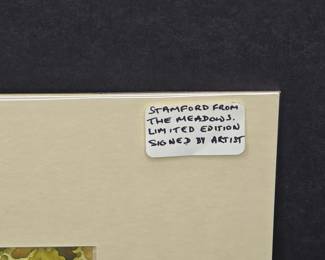 STAMFORD FROM
THE MEADOWS.
LIMITED EDITION
SIGNED BY ARTIST